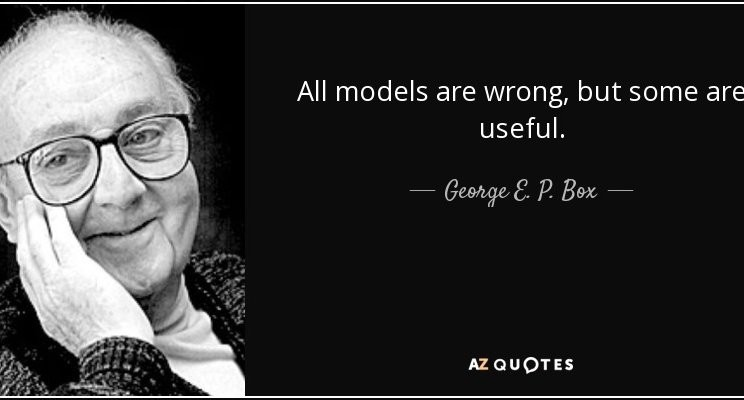 All models are wrong, but some are
useful.
— George E. P. Box —
AZ QUOTES